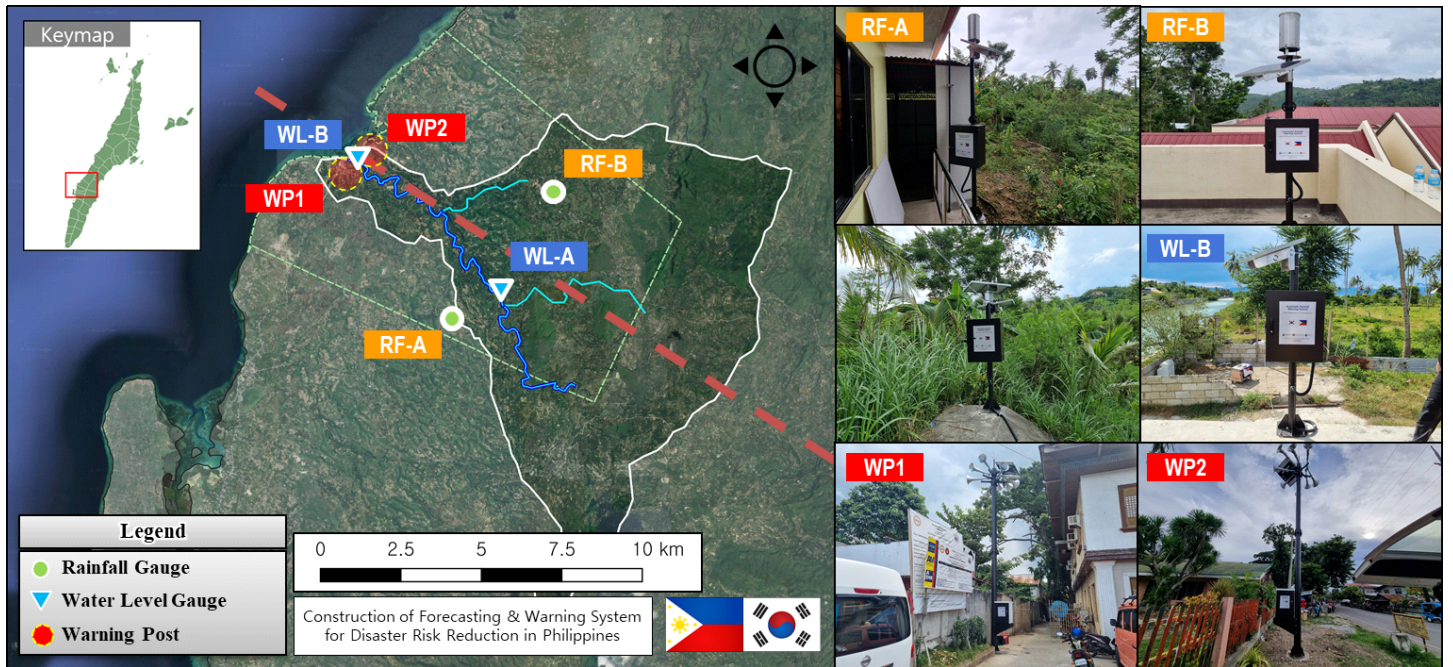 Keymap
WL-B
WP2
RF-B
WP1
WL-A
RF-A
Legend
Rainfall Gauge
Water Level Gauge
Warning Post
0 2.5 5 7.5 10 km
Construction of Forecasting & Warning System
for Disaster Risk Reduction in Philippines
RF-A
RF-B
WL-B
WP1
WP2